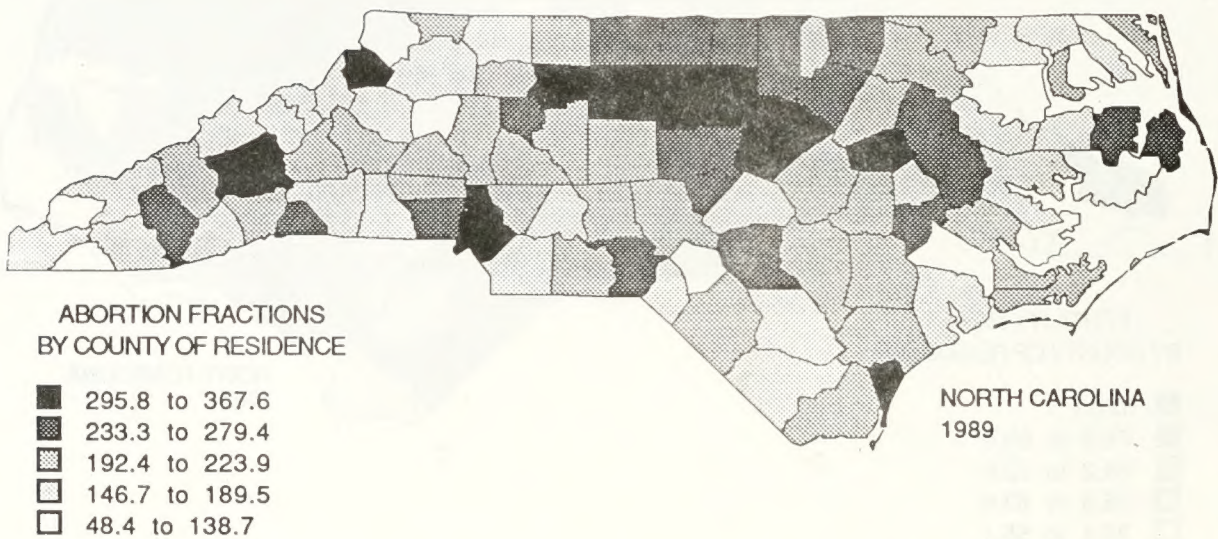 ABORTION FRACTIONS
BY COUNTY OF RESIDENCE
295.8 to 367.6
233.3 to 279.4
192.4 to 223.9
146.7 to 189.5
48.4 to 138.7
NORTH CAROLINA
1989